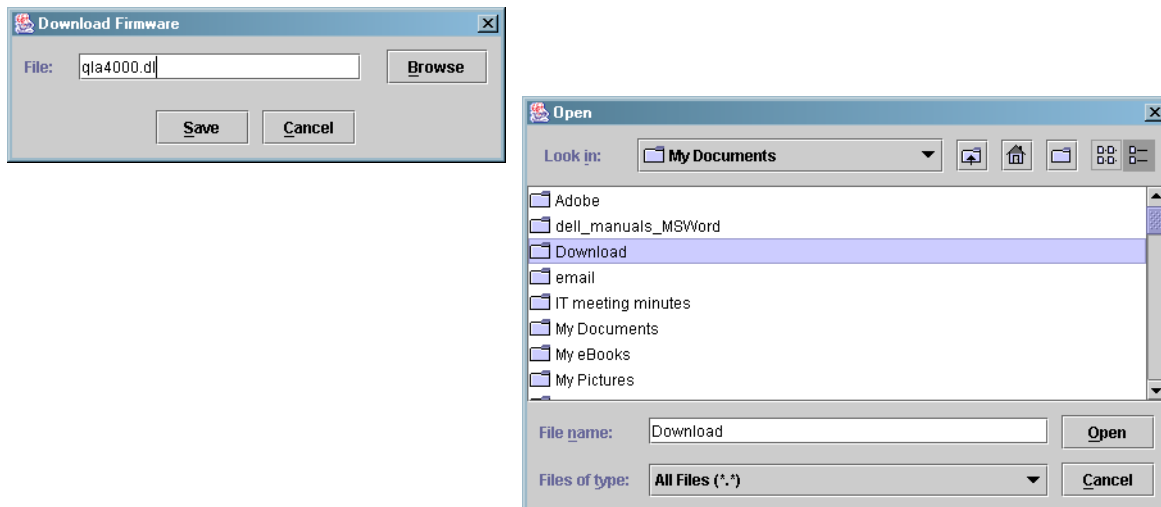 Download Firmware
File: qla4000.dl Browse
Save Cancel
Open
Look in: My Documents
Adobe
dell_manuals_MSWord
Download
email
IT meeting minutes
My Documents
My eBooks
My Pictures
File name: Download Open
Files of type: All Files (*.*) Cancel